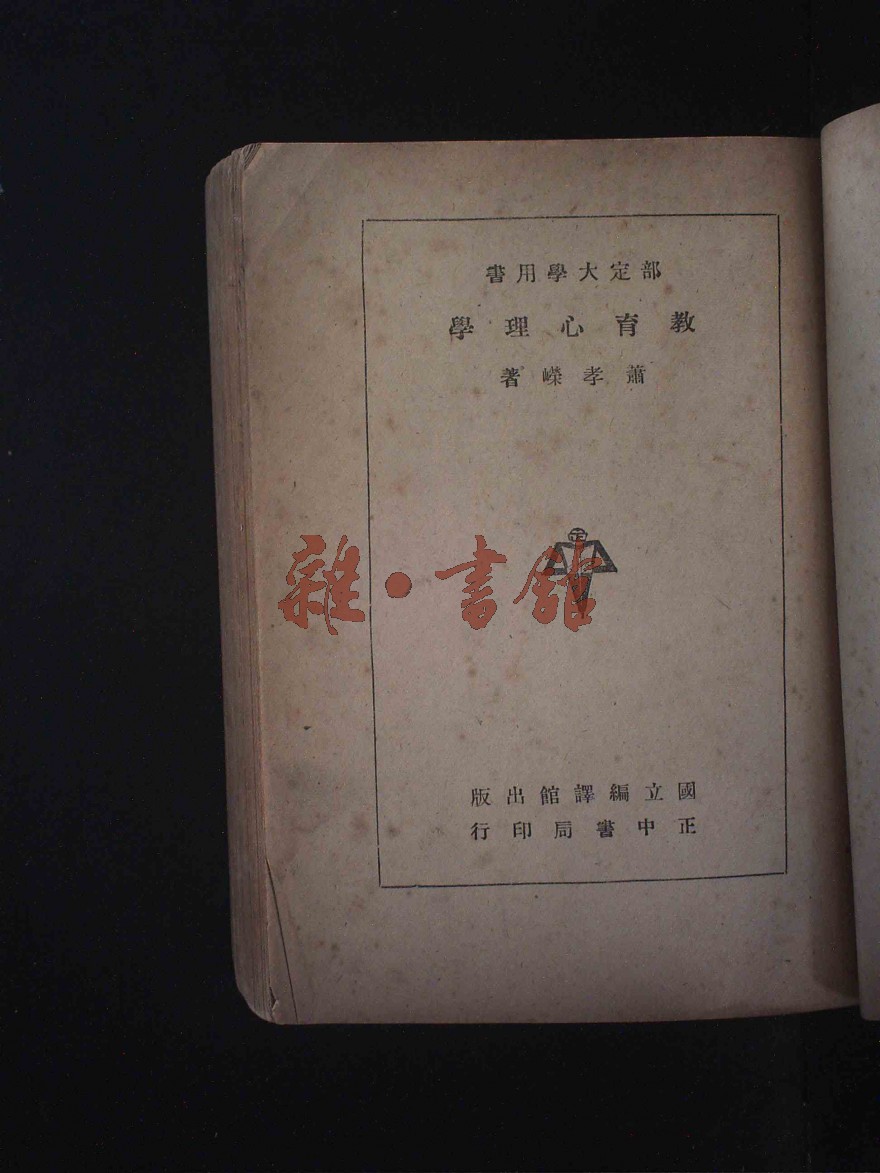 部定大學用書
教育心理學
蕭孝嶸著
雜·書館
國立編譯館出版
正中書局印行